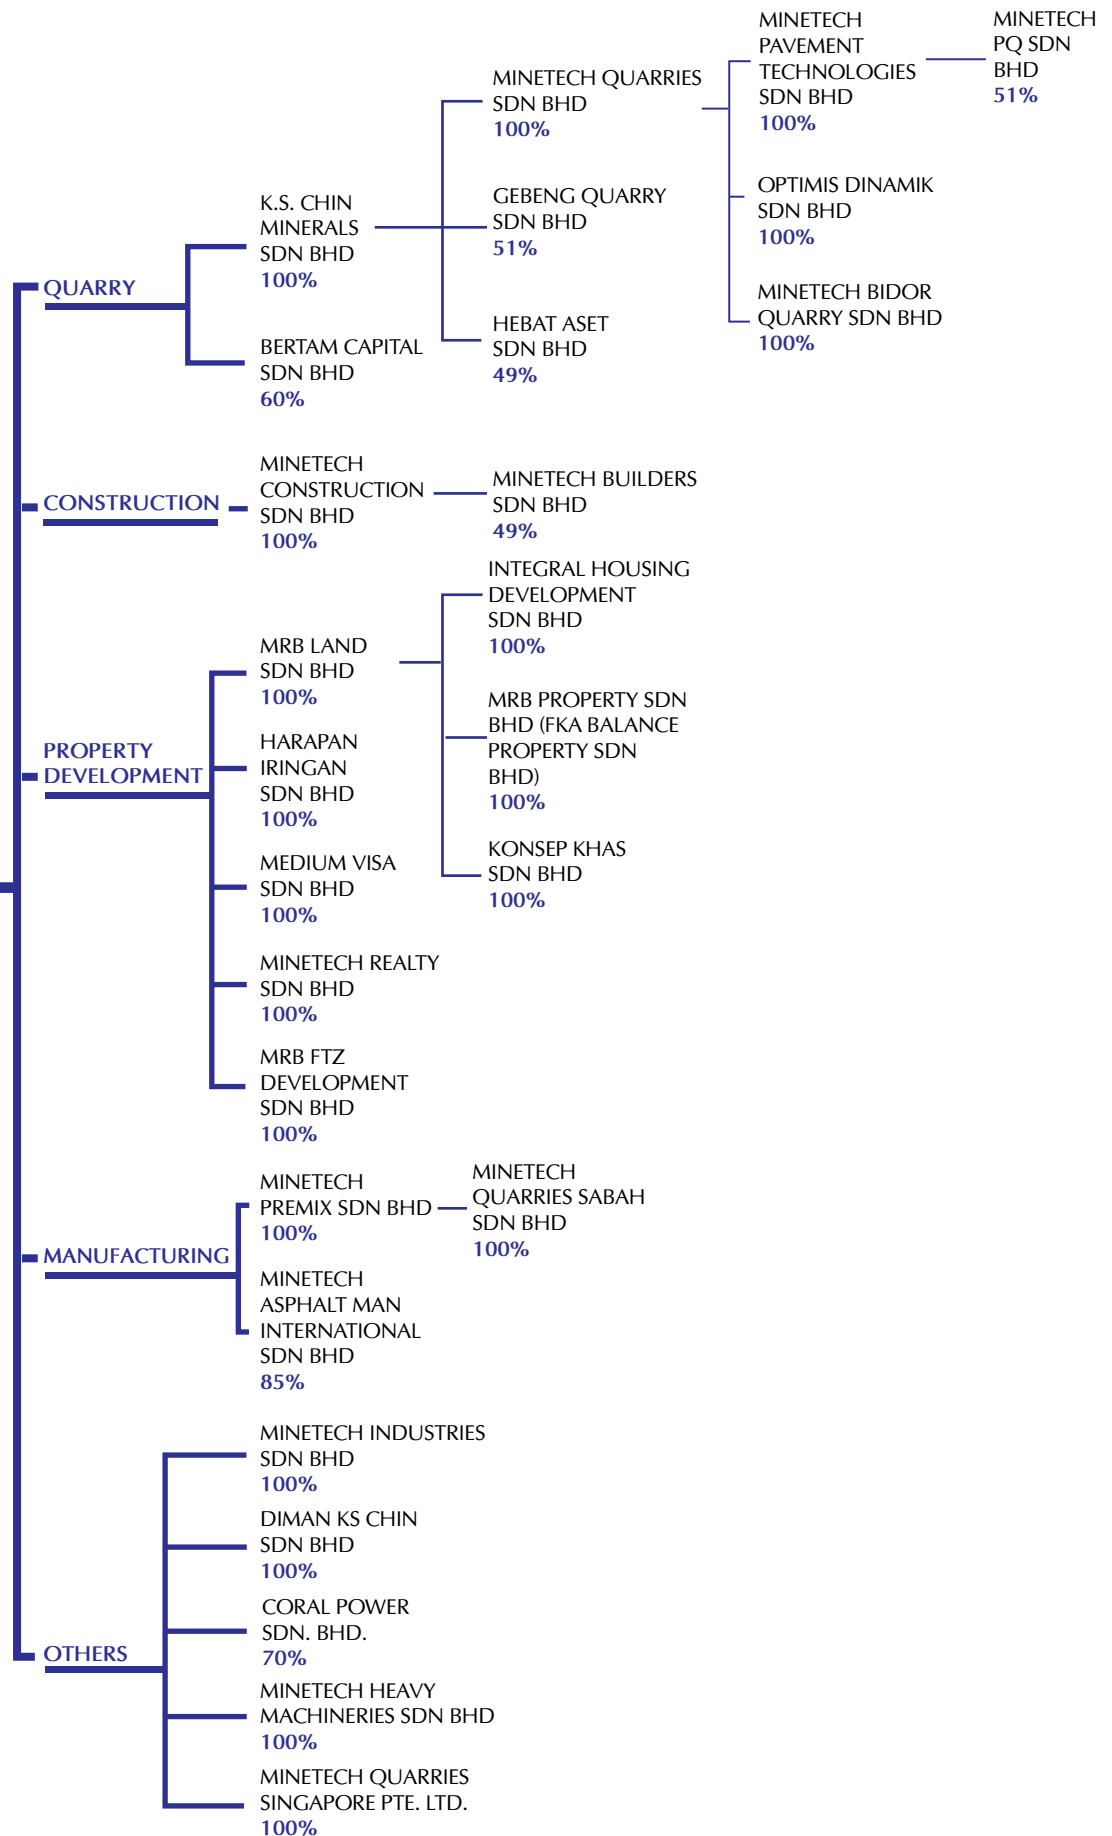 QUARRY
K.S. CHIN
MINERALS
SDN BHD
100%
MINETECH QUARRIES
SDN BHD
100%
MINETECH
PAVEMENT
TECHNOLOGIES
SDN BHD
100%
MINETECH
PQ SDN
BHD
51%
OPTIMIS DINAMIK
SDN BHD
100%
MINETECH BIDOR
QUARRY SDN BHD
100%
GEBENG QUARRY
SDN BHD
51%
HEBAT ASET
SDN BHD
49%
BERTAM CAPITAL
SDN BHD
60%
CONSTRUCTION
MINETECH
CONSTRUCTION
SDN BHD
100%
MINETECH BUILDERS
SDN BHD
49%
PROPERTY
DEVELOPMENT
MRB LAND
SDN BHD
100%
INTEGRAL HOUSING
DEVELOPMENT
SDN BHD
100%
MRB PROPERTY SDN
BHD (FKA BALANCE
PROPERTY SDN
BHD)
100%
KONSEP KHAS
SDN BHD
100%
HARAPAN
IRINGAN
SDN BHD
100%
MEDIUM VISA
SDN BHD
100%
MINETECH REALTY
SDN BHD
100%
MRB FTZ
DEVELOPMENT
SDN BHD
100%
MANUFACTURING
MINETECH
PREMIX SDN BHD
100%
MINETECH
QUARRIES SABAH
SDN BHD
100%
MINETECH
ASPHALT MAN
INTERNATIONAL
SDN BHD
85%
OTHERS
MINETECH INDUSTRIES
SDN BHD
100%
DIMAN KS CHIN
SDN BHD
100%
CORAL POWER
SDN. BHD.
70%
MINETECH HEAVY
MACHINERIES SDN BHD
100%
MINETECH QUARRIES
SINGAPORE PTE. LTD.
100%